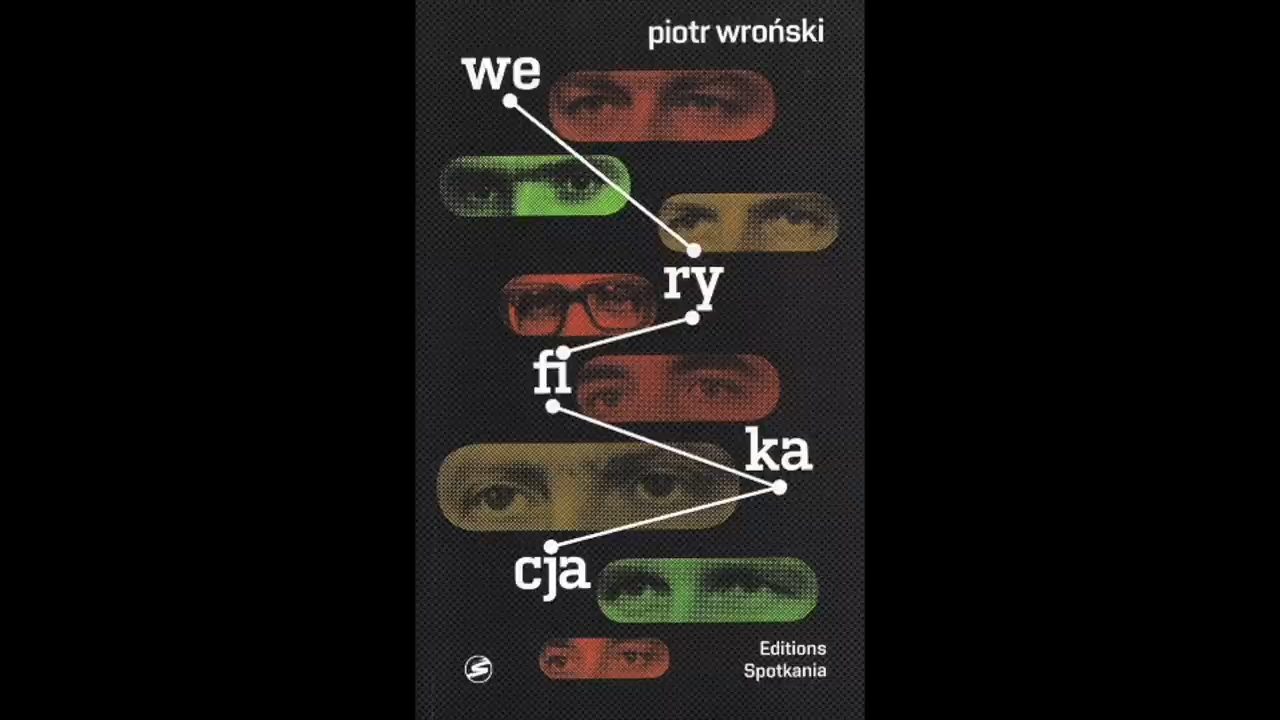 piotr wroński
we
ry
fi
ka
cja
Editions
Spotkania